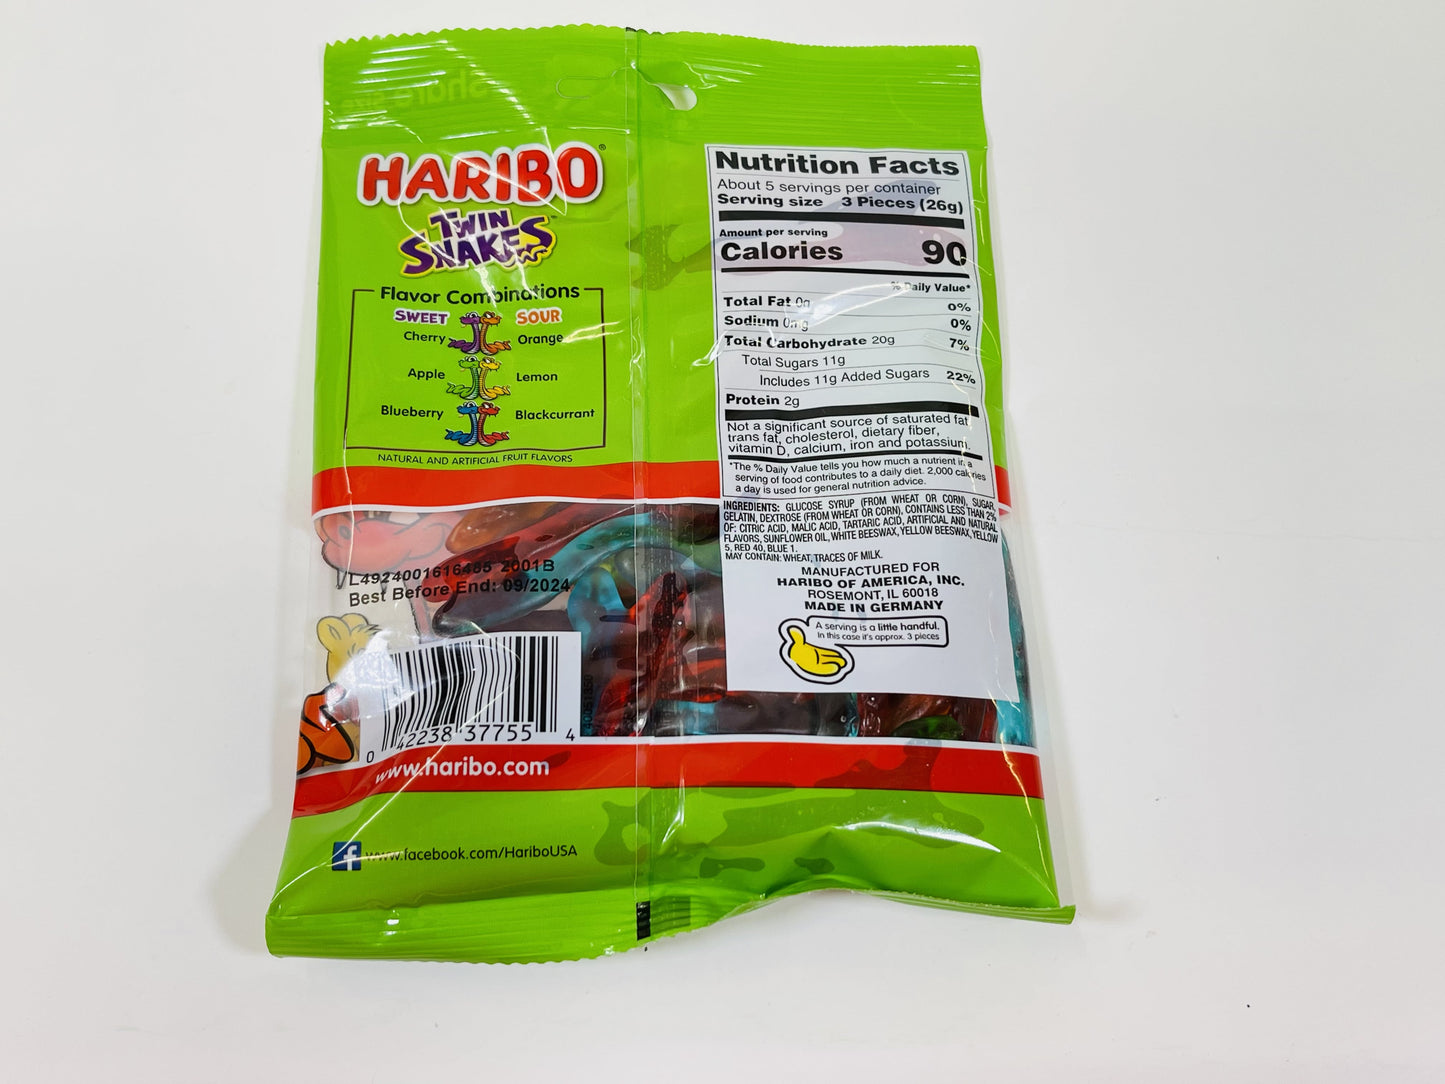 HARIBO®
TWIN
SNAKES™
Flavor Combinations
SWEET SOUR
Cherry Orange
Apple Lemon
Blueberry Blackcurrant
NATURAL AND ARTIFICIAL FRUIT FLAVORS
L4924001616485 2001B
Best Before End: 09/2024
0 42238 37755 4
www.haribo.com
www.facebook.com/HariboUSA
Nutrition Facts
About 5 servings per container
Serving size 3 Pieces (26g)
Amount per serving
Calories 90
% Daily Value*
Total Fat 0g 0%
Sodium 0mg 0%
Total Carbohydrate 20g 7%
Total Sugars 11g
Includes 11g Added Sugars 22%
Protein 2g
Not a significant source of saturated fat,
trans fat, cholesterol, dietary fiber,
vitamin D, calcium, iron and potassium.
*The % Daily Value tells you how much a nutrient in a
serving of food contributes to a daily diet. 2,000 calories
a day is used for general nutrition advice.
INGREDIENTS: GLUCOSE SYRUP (FROM WHEAT OR CORN), SUGAR,
GELATIN, DEXTROSE (FROM WHEAT OR CORN), CONTAINS LESS THAN 2%
OF: CITRIC ACID, MALIC ACID, TARTARIC ACID, ARTIFICIAL AND NATURAL
FLAVORS, SUNFLOWER OIL, WHITE BEESWAX, YELLOW BEESWAX, YELLOW
5, RED 40, BLUE 1.
MAY CONTAIN: WHEAT, TRACES OF MILK.
MANUFACTURED FOR
HARIBO OF AMERICA, INC.
ROSEMONT, IL 60018
MADE IN GERMANY
A serving is a little handful.
In this case it's approx. 3 pieces